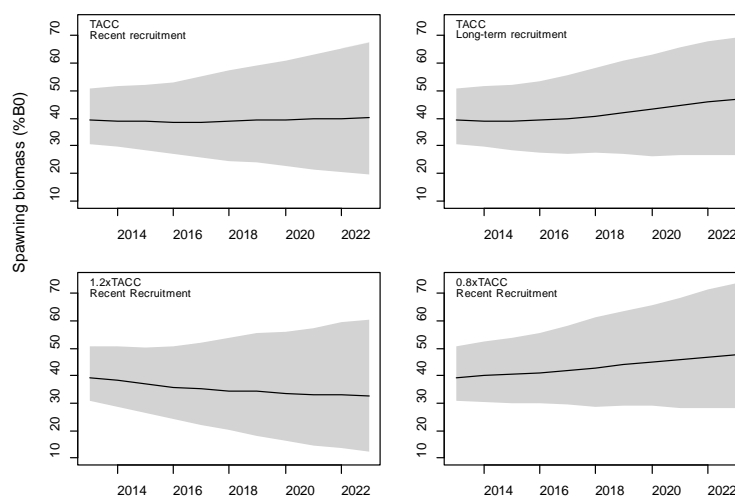 Spawning biomass (%B0)
TACC
Recent recruitment
70
60
50
40
30
20
10
2014 2016 2018 2020 2022
TACC
Long-term recruitment
70
60
50
40
30
20
10
2014 2016 2018 2020 2022
1.2xTACC
Recent Recruitment
70
60
50
40
30
20
10
2014 2016 2018 2020 2022
0.8xTACC
Recent Recruitment
70
60
50
40
30
20
10
2014 2016 2018 2020 2022